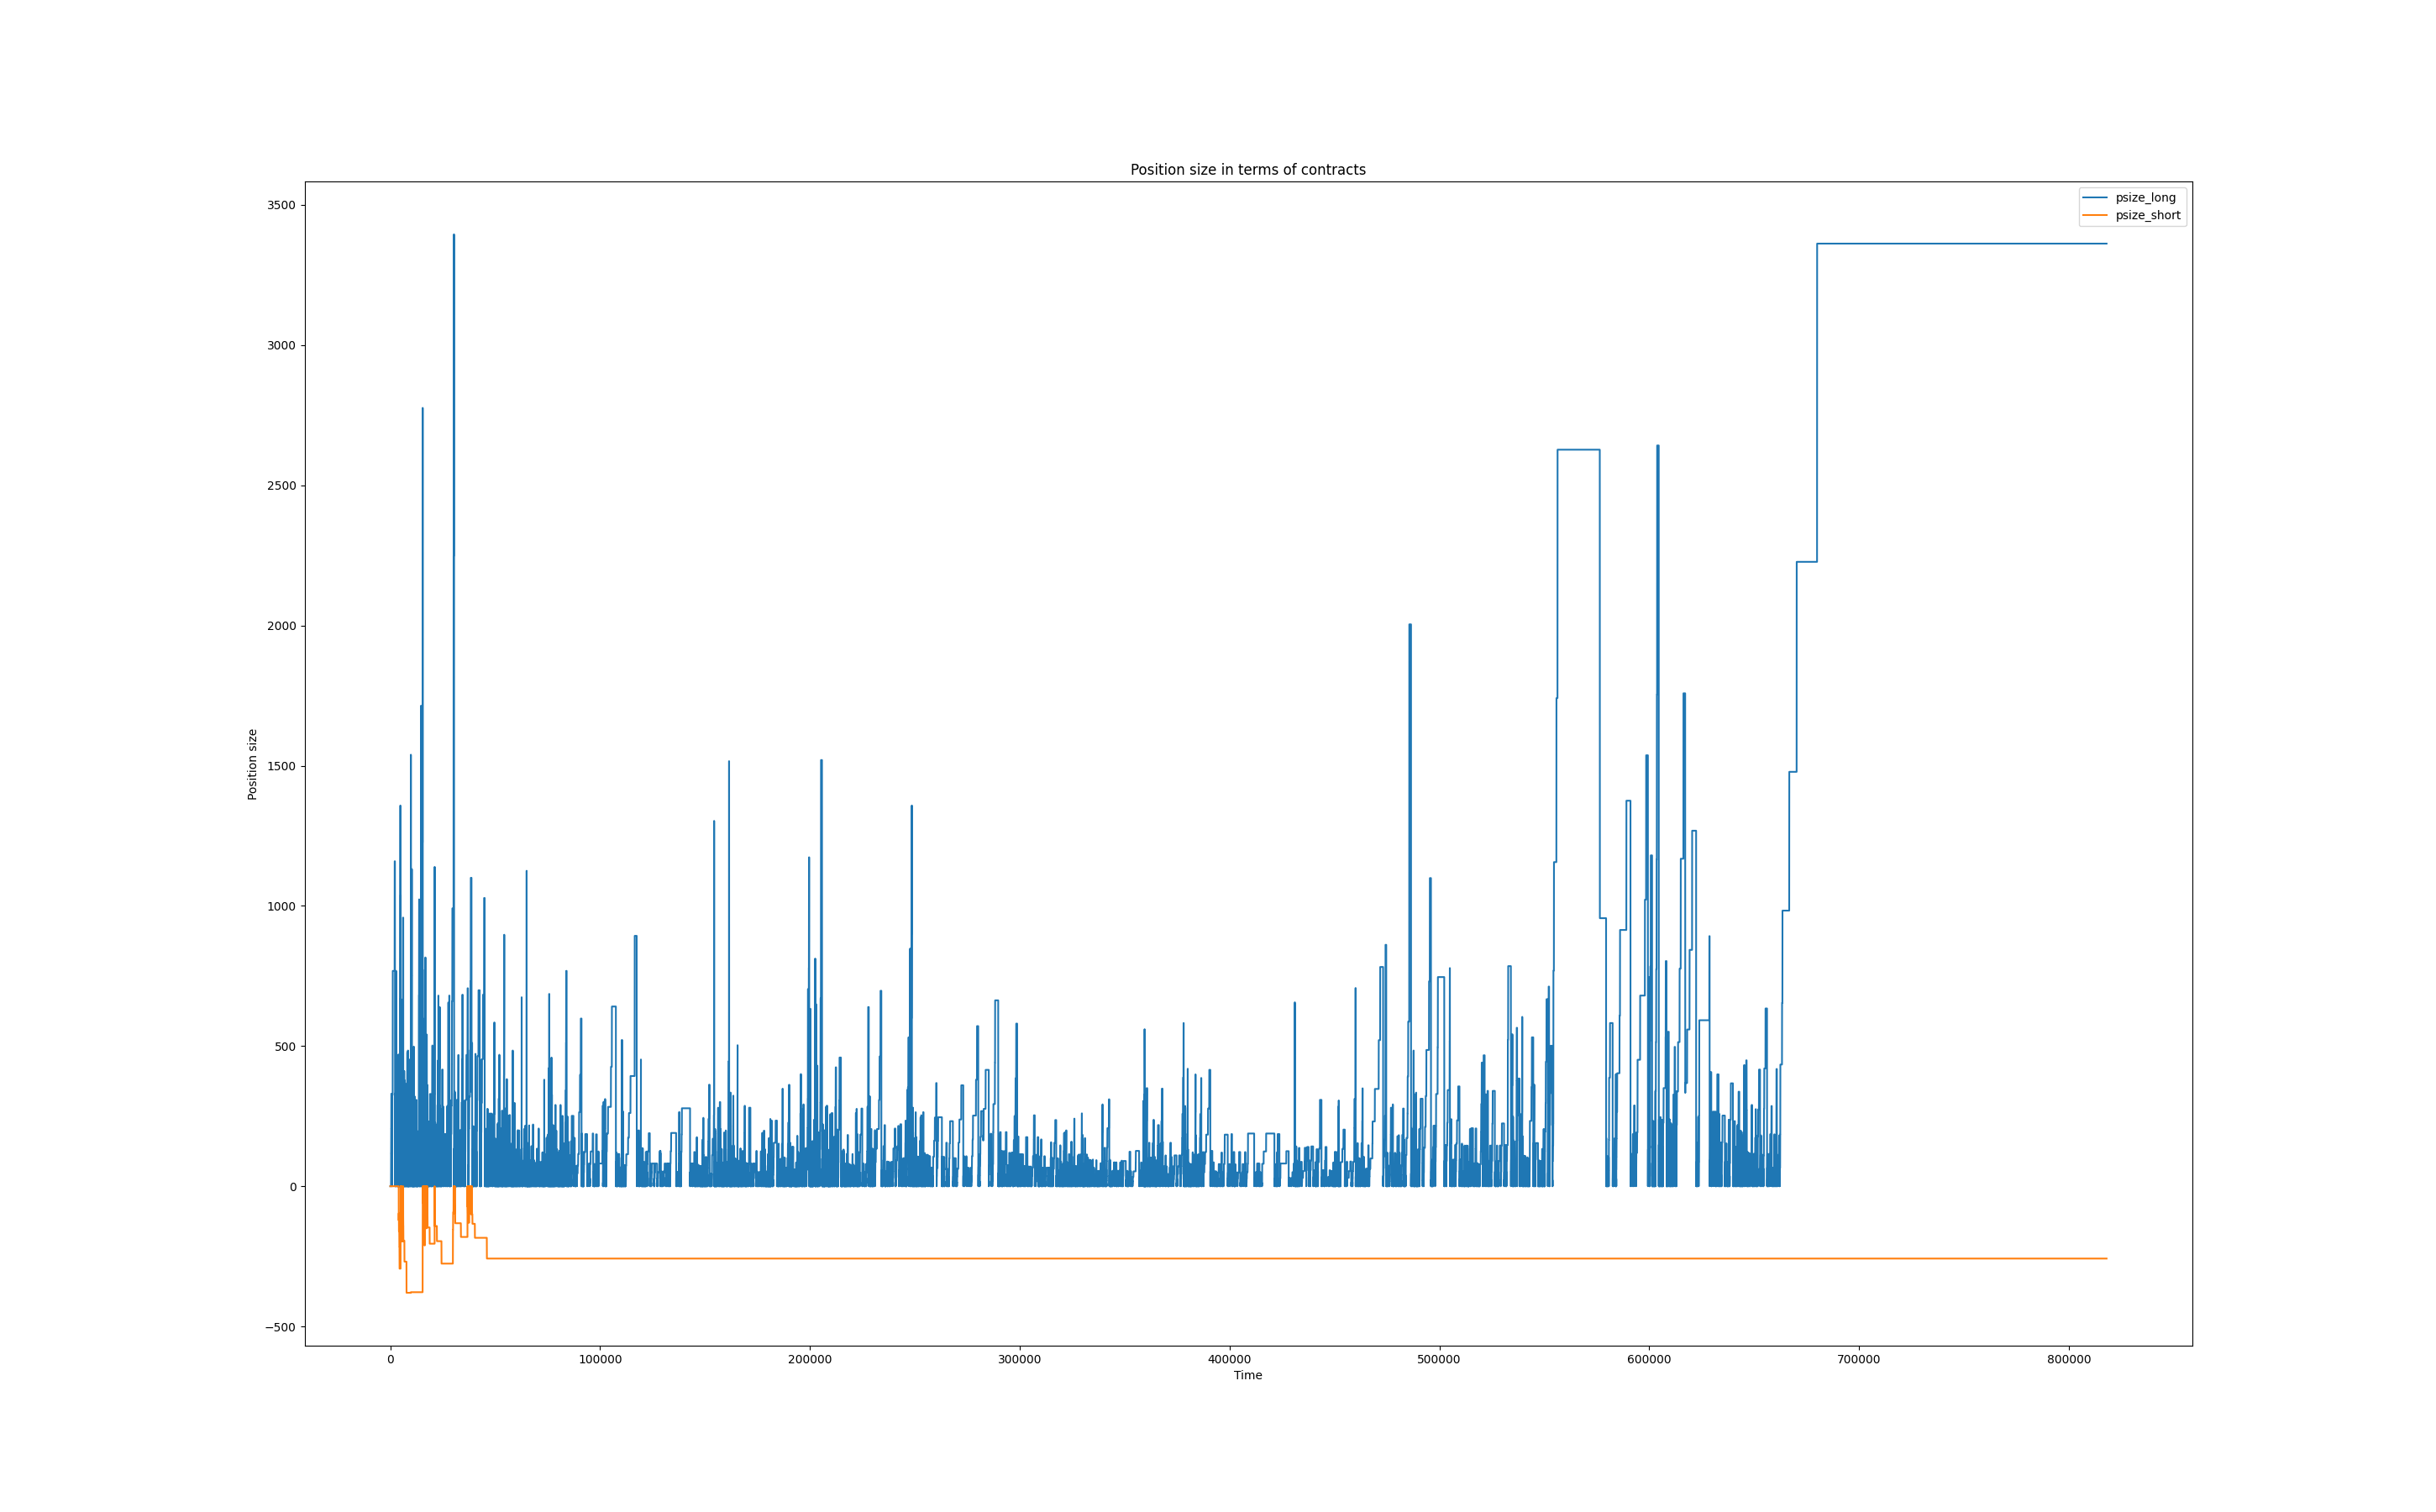 Position size in terms of contracts
psize_long
psize_short
3500
3000
2500
2000
1500
1000
500
0
−500
Position size
0 100000 200000 300000 400000 500000 600000 700000 800000
Time